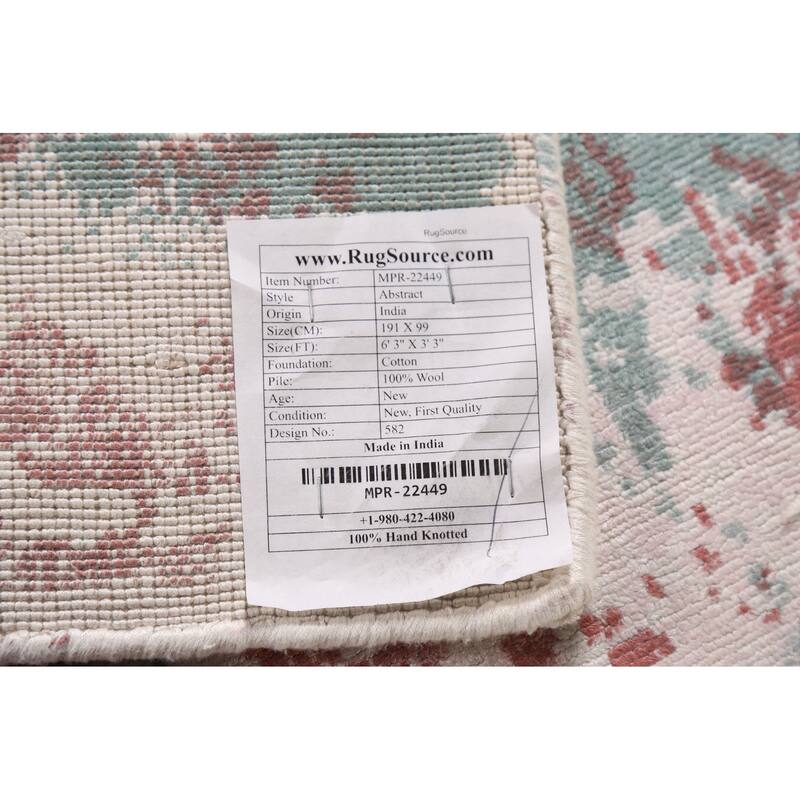 RugSource
www.RugSource.com
Item Number: MPR-22449
Style Abstract
Origin India
Size(CM): 191 X 99
Size(FT): 6' 3" X 3' 3"
Foundation: Cotton
Pile: 100% Wool
Age: New
Condition: New, First Quality
Design No.: 582
Made in India
MPR-22449
+1-980-422-4080
100% Hand Knotted